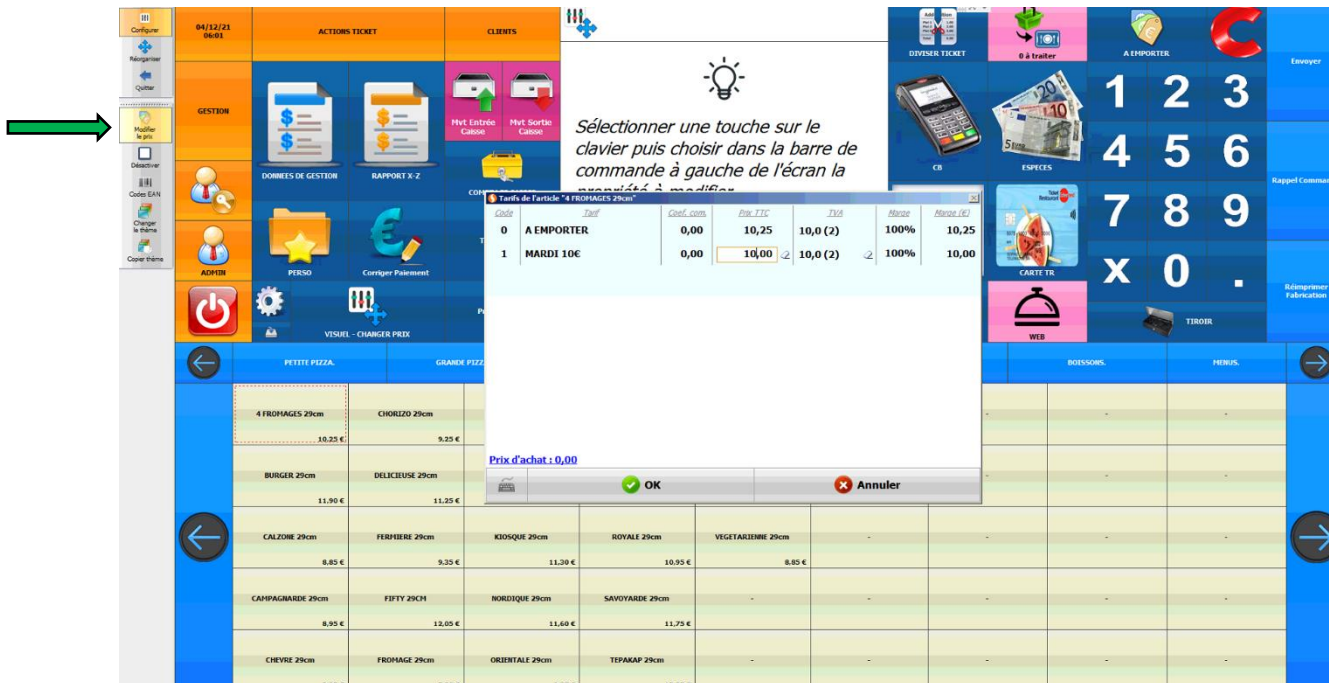 Configurer
Réorganiser
Quitter
Modifier
le prix
Désactiver
Codes EAN
Changer
le thème
Copier thème
04/12/21
06:01
ACTIONS TICKET
CLIENTS
GESTION
DONNEES DE GESTION
RAPPORT X-Z
Mvt Entrée
Caisse
Mvt Sortie
Caisse
ADMIN
PERSO
Corriger Paiement
VISUEL - CHANGER PRIX
Sélectionner une touche sur le
clavier puis choisir dans la barre de
commande à gauche de l'écran la
propriété à modifier
DIVISER TICKET
0 à traiter
A EMPORTER
Envoyer
CB
ESPECES
1 2 3
4 5 6
7 8 9
X 0 .
Rappel Comman
Ticket
Restaurant
CARTE TR
WEB
TIROIR
Réimprimer
Fabrication
Tarifs de l'article "4 FROMAGES 29cm"
Code Tarif Coef. com. Prix TTC TVA Marge Marge (€)
0 A EMPORTER 0,00 10,25 10,0 (2) 100% 10,25
1 MARDI 10€ 0,00 10,00 10,0 (2) 100% 10,00
Prix d'achat : 0,00
OK
Annuler
PETITE PIZZA.
GRANDE PIZZ
BOISSONS.
MENUS.
4 FROMAGES 29cm
CHORIZO 29cm
- - -
10.25 €
9.25 €
BURGER 29cm
DELICIEUSE 29cm
- - -
11,90 €
11,25 €
CALZONE 29cm
FERMIERE 29cm
KIOSQUE 29cm
ROYALE 29cm
VEGETARIENNE 29cm
- - - -
8,85 €
9,35 €
11,30 €
10,95 €
8,85 €
CAMPAGNARDE 29cm
FIFTY 29CM
NORDIQUE 29cm
SAVOYARDE 29cm
- - - - -
8,95 €
12,05 €
11,60 €
11,75 €
CHEVRE 29cm
FROMAGE 29cm
ORIENTALE 29cm
TEPAKAP 29cm
- - - - -